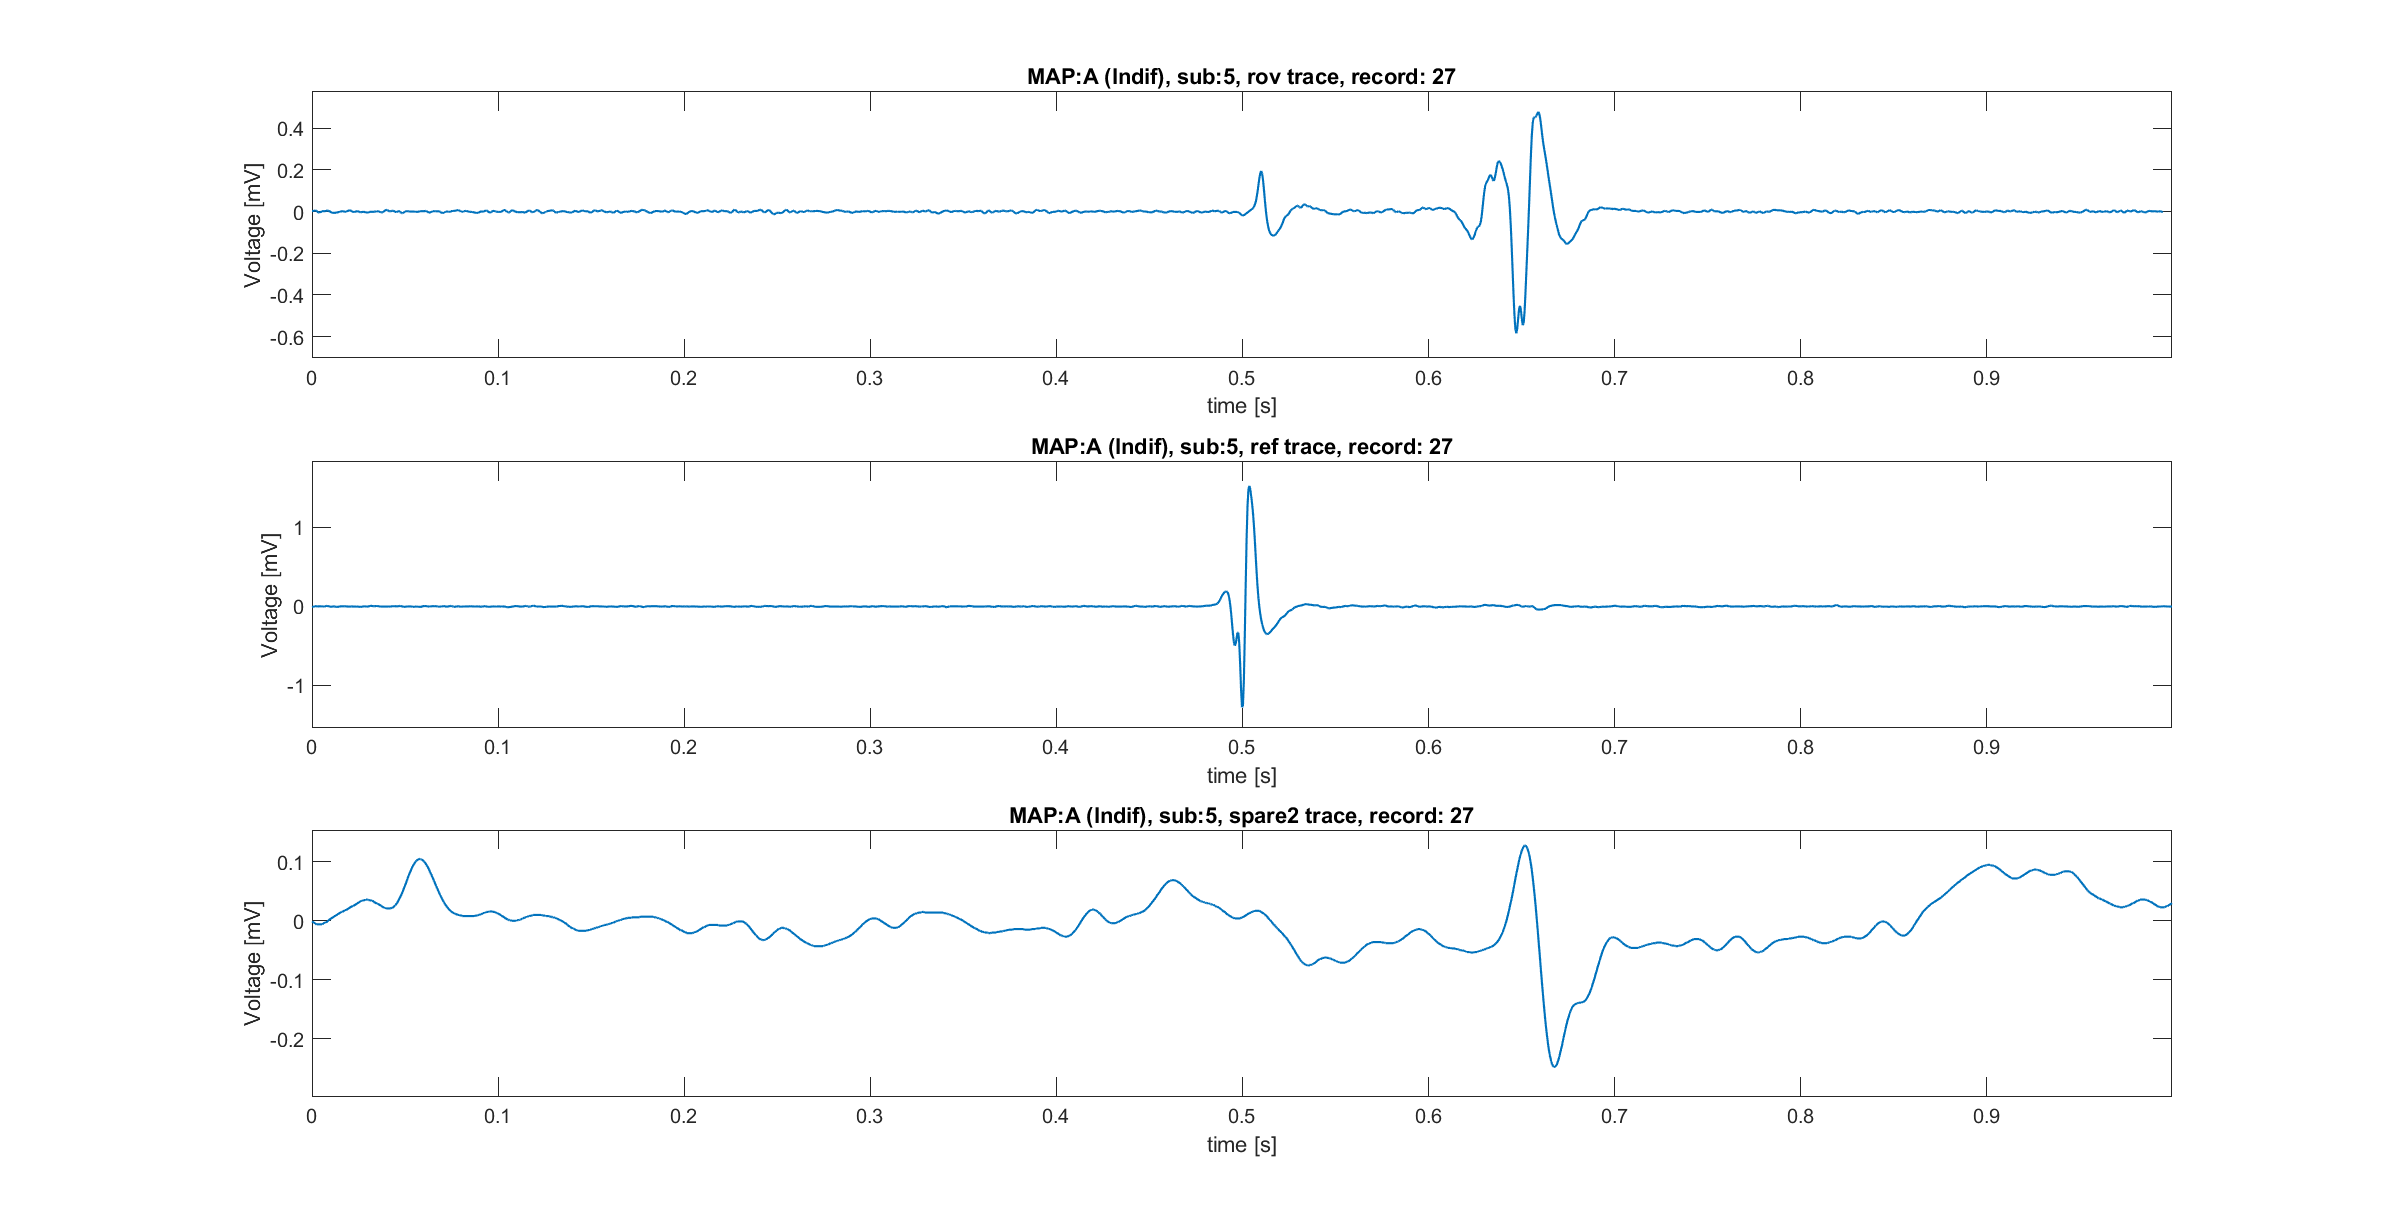 MAP:A (Indif), sub:5, rov trace, record: 27
Voltage [mV]
0.4
0.2
0
-0.2
-0.4
-0.6
0 0.1 0.2 0.3 0.4 0.5 0.6 0.7 0.8 0.9
time [s]
MAP:A (Indif), sub:5, ref trace, record: 27
Voltage [mV]
1
0
-1
0 0.1 0.2 0.3 0.4 0.5 0.6 0.7 0.8 0.9
time [s]
MAP:A (Indif), sub:5, spare2 trace, record: 27
Voltage [mV]
0.1
0
-0.1
-0.2
0 0.1 0.2 0.3 0.4 0.5 0.6 0.7 0.8 0.9
time [s]